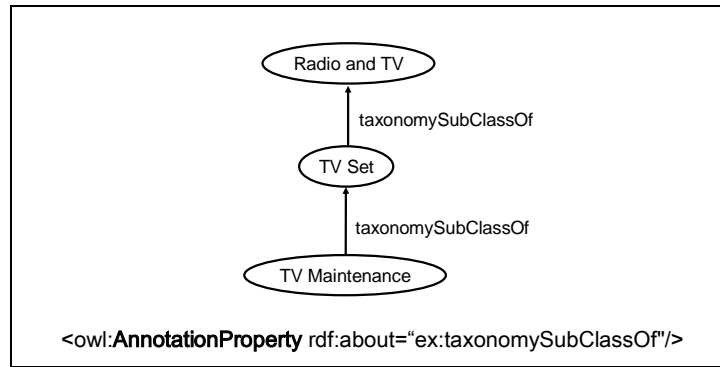 Radio and TV
taxonomySubClassOf
TV Set
taxonomySubClassOf
TV Maintenance
<owl:AnnotationProperty rdf:about=“ex:taxonomySubClassOf"/>